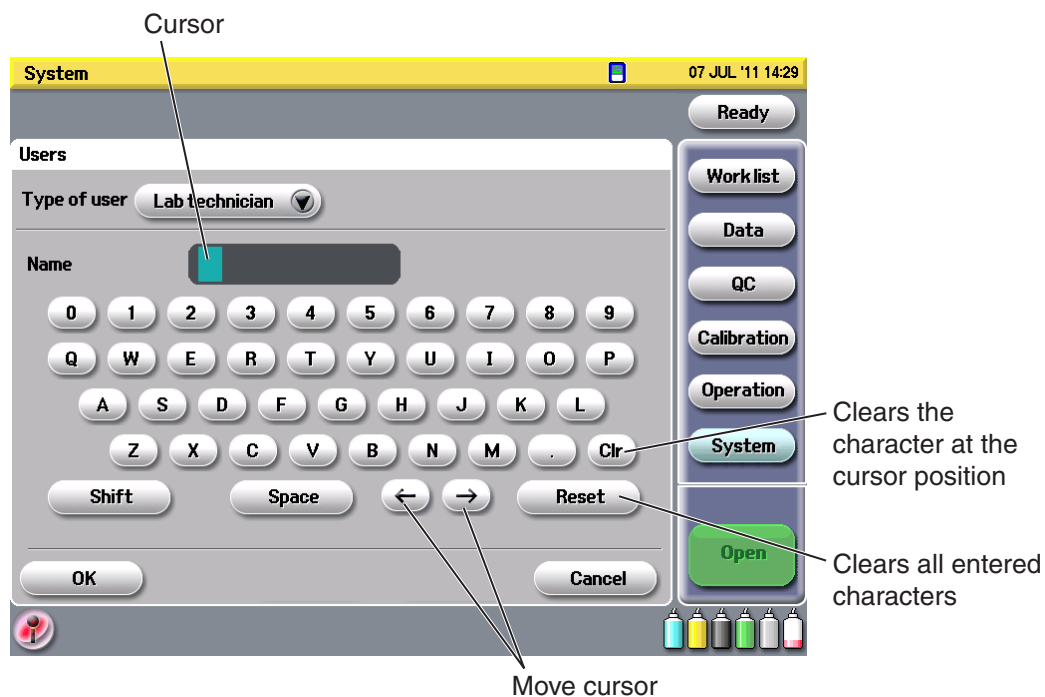 Cursor
System 07 JUL '11 14:29
Ready
Users
Type of user Lab technician
Name
0 1 2 3 4 5 6 7 8 9
Q W E R T Y U I O P
A S D F G H J K L
Z X C V B N M . Clr
Shift Space ← → Reset
OK Cancel
Work list
Data
QC
Calibration
Operation
System
Open
Clears the
character at the
cursor position
Clears all entered
characters
Move cursor